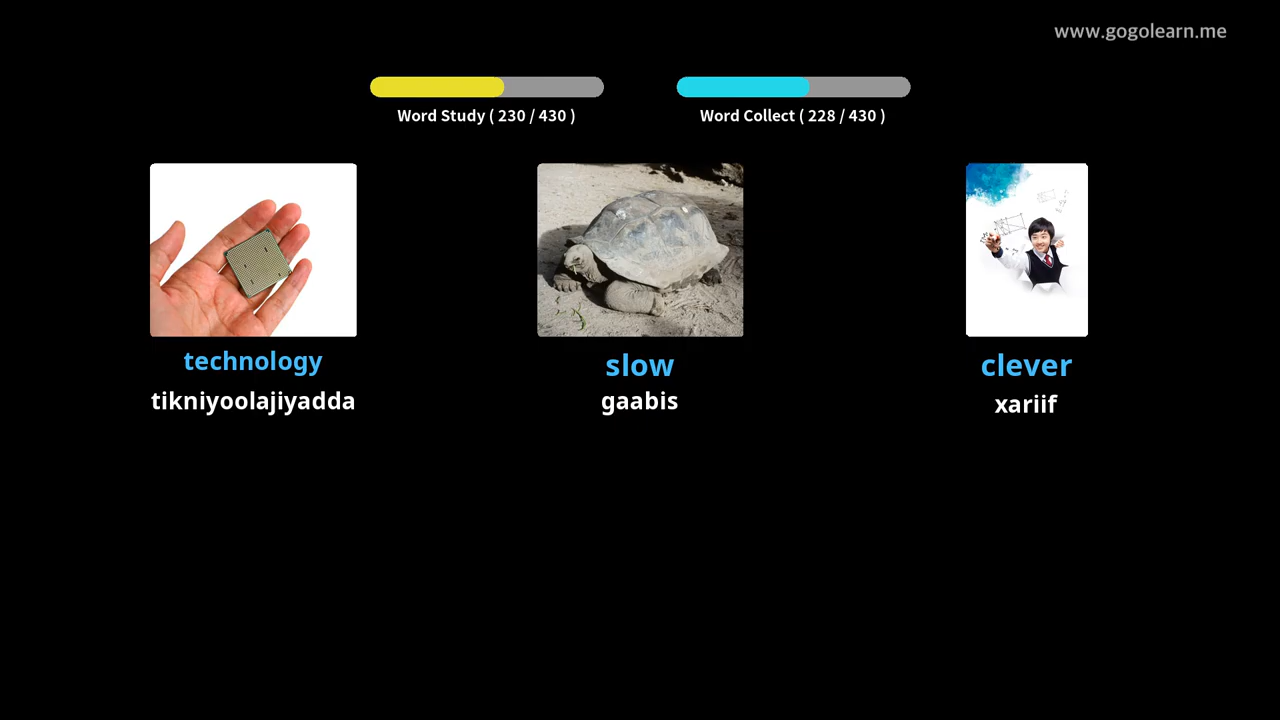 www.gogolearn.me
Word Study ( 230 / 430 )
Word Collect ( 228 / 430 )
technology
tikniyoolajiyadda
slow
gaabis
clever
xariif